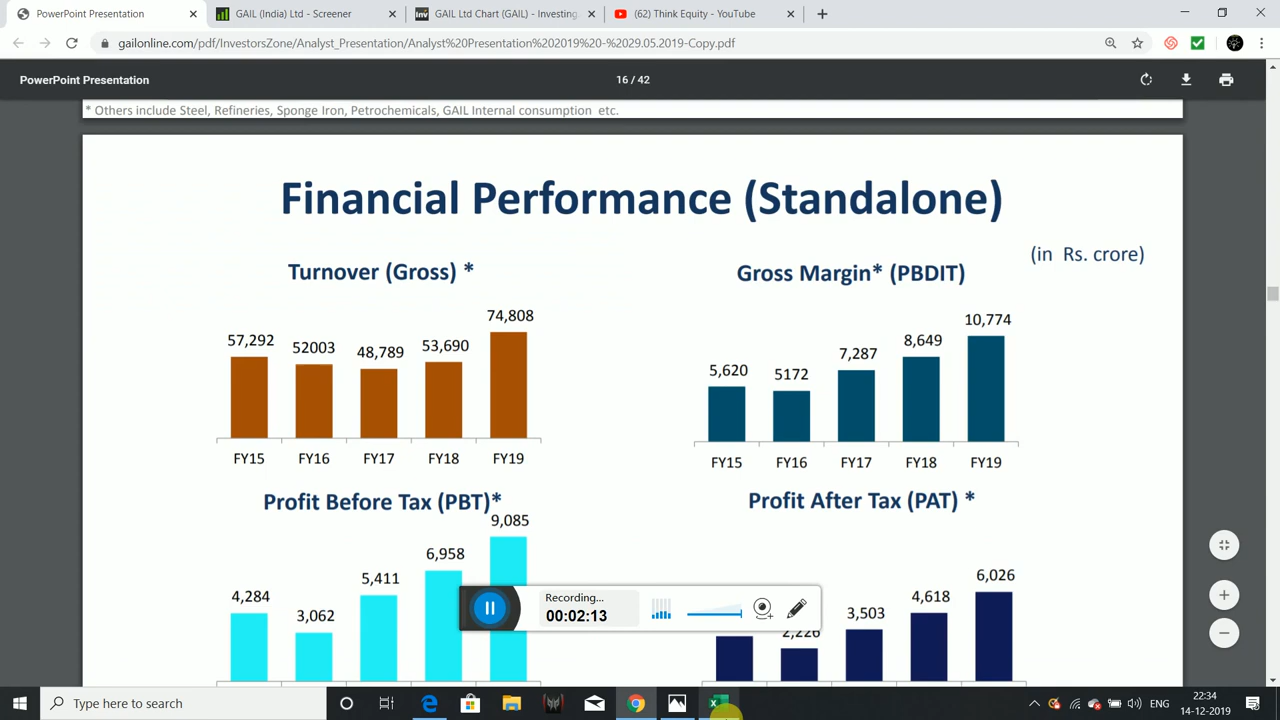 PowerPoint Presentation
GAIL (India) Ltd - Screener
GAIL Ltd Chart (GAIL) - Investing.
(62) Think Equity - YouTube
gailonline.com/pdf/InvestorsZone/Analyst_Presentation/Analyst%20Presentation%202019%20-%2029.05.2019-Copy.pdf
PowerPoint Presentation
16 / 42
* Others include Steel, Refineries, Sponge Iron, Petrochemicals, GAIL Internal consumption etc.
Financial Performance (Standalone)
(in Rs. crore)
Turnover (Gross) *
57,292 52003 48,789 53,690 74,808
FY15 FY16 FY17 FY18 FY19
Gross Margin* (PBDIT)
5,620 5172 7,287 8,649 10,774
FY15 FY16 FY17 FY18 FY19
Profit Before Tax (PBT)*
4,284 3,062 5,411 6,958 9,085
Profit After Tax (PAT) *
2,226 3,503 4,618 6,026
Recording...
00:02:13
Type here to search
ENG
22:34
14-12-2019